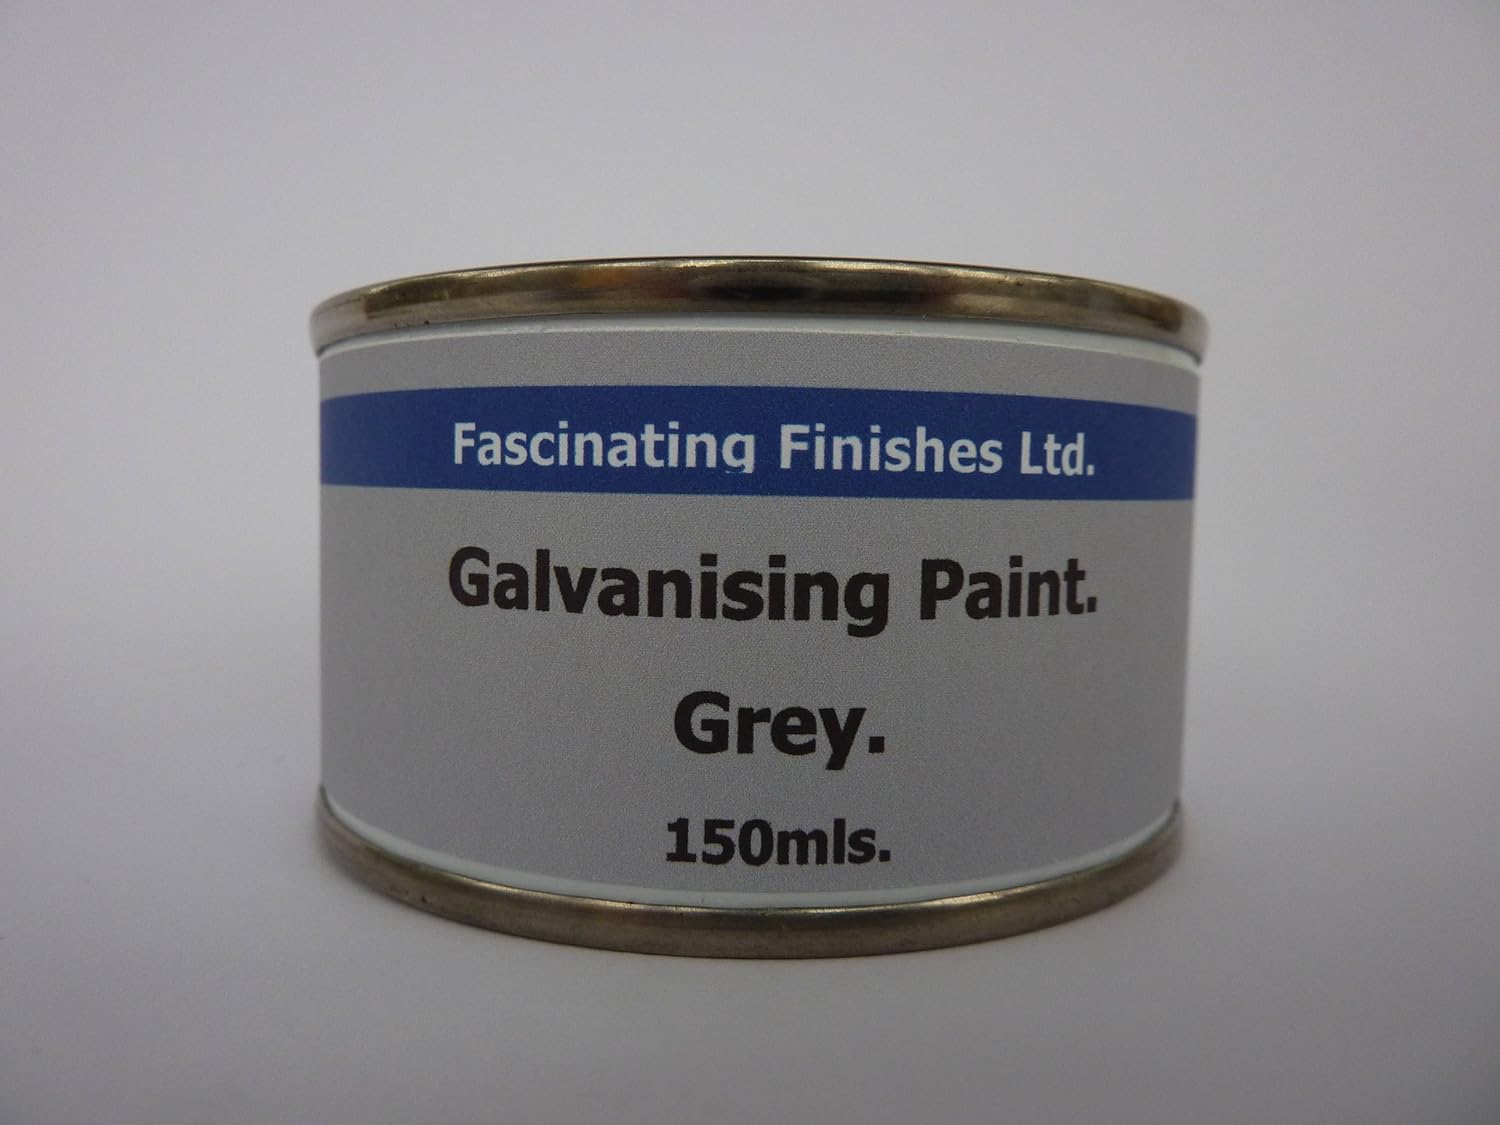 Fascinating Finishes Ltd.
Galvanising Paint.
Grey.
150mls.